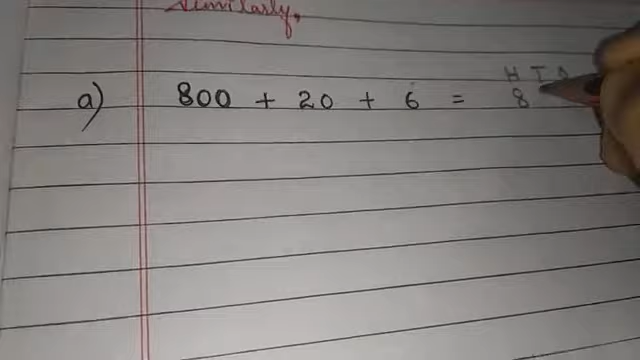 Similarly,
H T O
a) 800 + 20 + 6 = 8